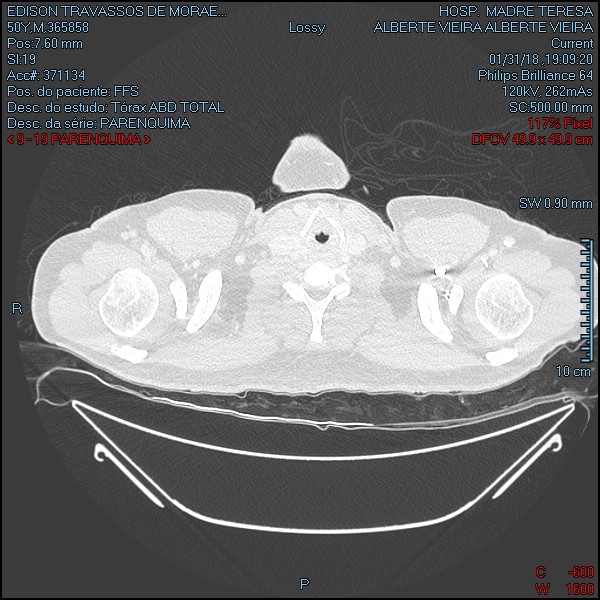 EDISON TRAVASSOS DE MORAE...
50Y,M,365858
Pos:7.60 mm
Sl:19
Acc#: 371134
Pos. do paciente: FFS
Desc. do estudo: Tórax ABD TOTAL
Desc. da série: PARENQUIMA
< 9 - 19 PARENQUIMA >
Lossy
HOSP. MADRE TERESA
ALBERTE VIEIRA ALBERTE VIEIRA
Current
01/31/18 ,19:09:20
Philips Brilliance 64
120kV, 262mAs
SC:500.00 mm
117% Pixel
DFOV 49.9 x 49.9 cm
SW 0.90 mm
R
10 cm
P
C -600
W 1600